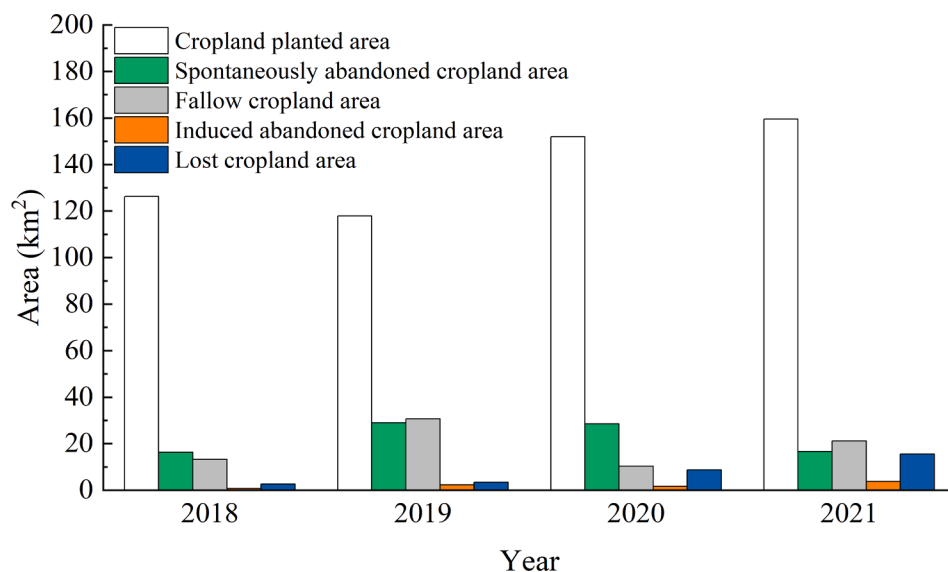 200
180
160
140
120
100
80
60
40
20
0
Area (km²)
Cropland planted area
Spontaneously abandoned cropland area
Fallow cropland area
Induced abandoned cropland area
Lost cropland area
2018 2019 2020 2021
Year